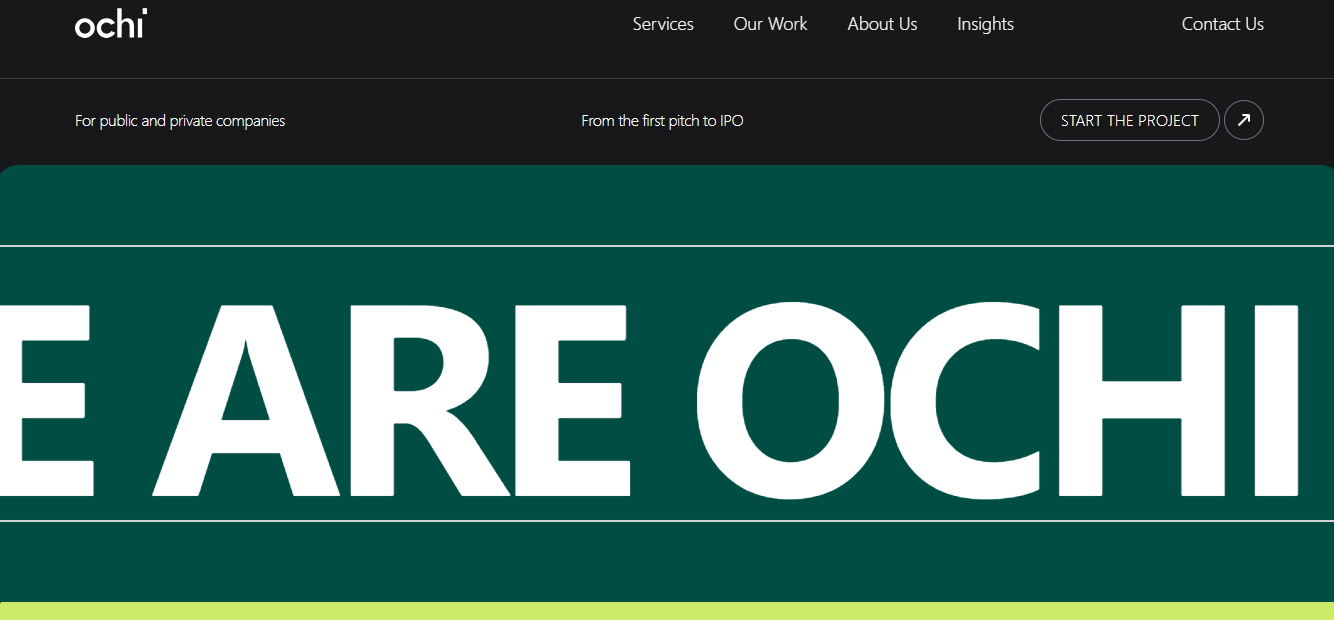 ochi
Services Our Work About Us Insights Contact Us
For public and private companies From the first pitch to IPO START THE PROJECT
E ARE OCHI